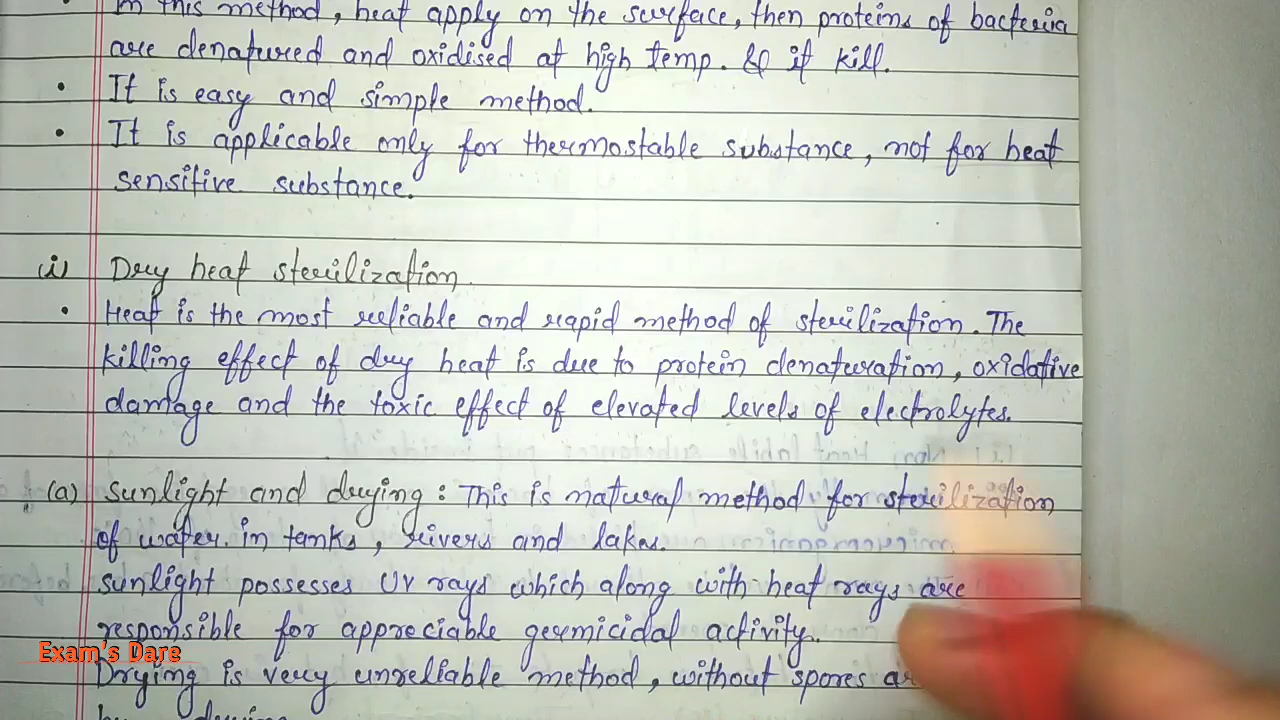 In this method, heat apply on the surface, then proteins of bacteria
are denatured and oxidised at high temp. & it kill.
• It is easy and simple method.
• It is applicable only for thermostable substance, not for heat
sensitive substance.
(i) Dry heat sterilization.
• Heat is the most reliable and rapid method of sterilization. The
killing effect of dry heat is due to protein denaturation, oxidative
damage and the toxic effect of elevated levels of electrolytes.
(a) Sunlight and drying: This is natural method for sterilization
of water in tanks, rivers and lakes.
sunlight possesses UV rays which along with heat rays are
responsible for appreciable germicidal activity.
Exam's Dare
Drying is very unreliable method, without spores